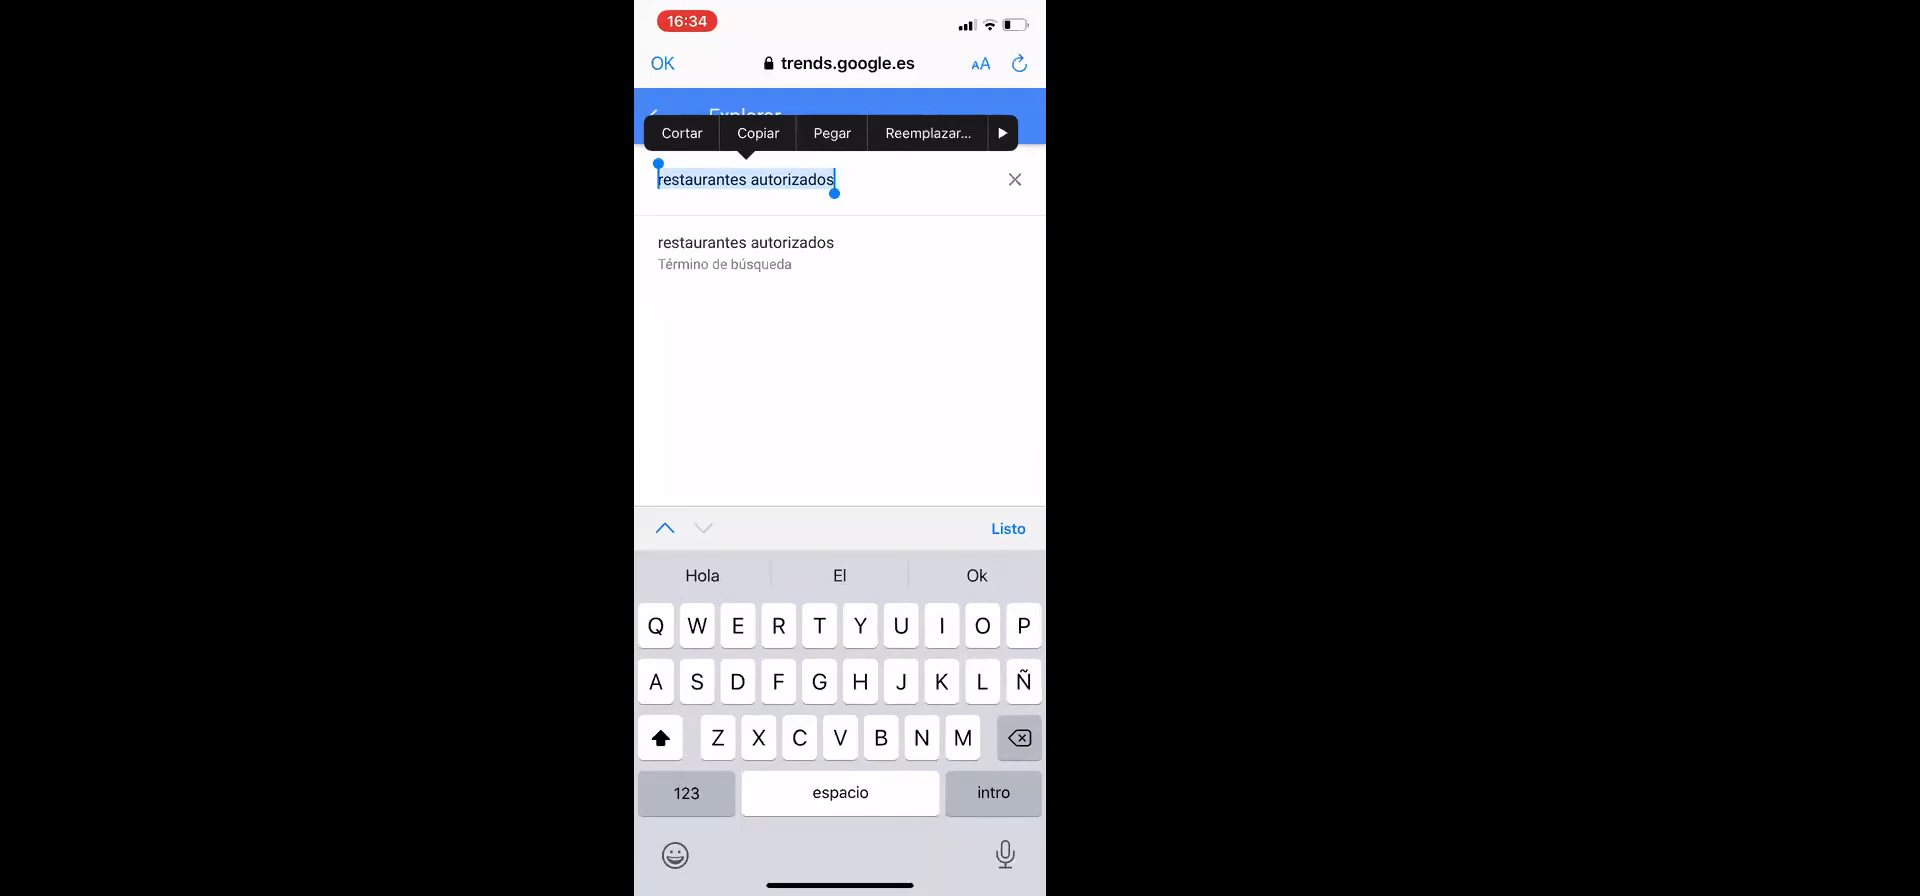 16:34
OK
trends.google.es
AA
Explorar
Cortar
Copiar
Pegar
Reemplazar...
restaurantes autorizados
restaurantes autorizados
Término de búsqueda
Listo
Hola
El
Ok
Q W E R T Y U I O P
A S D F G H J K L Ñ
Z X C V B N M
123
espacio
intro